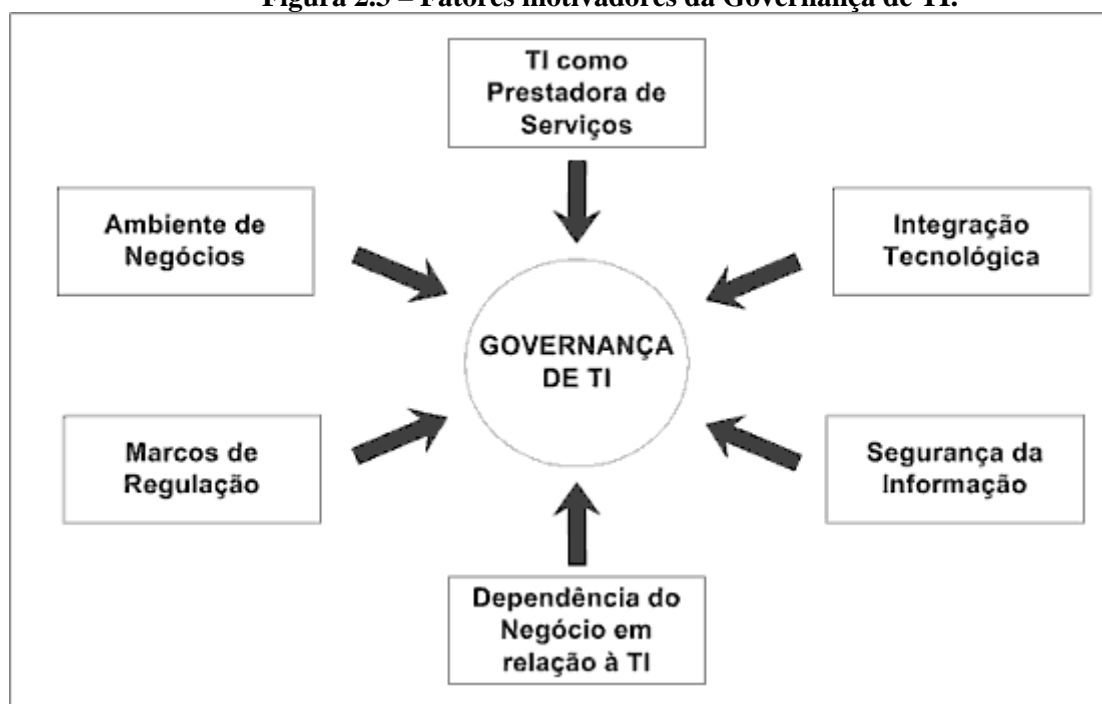 Figura 2.3 – Fatores motivadores da Governança de TI.
TI como
Prestadora de
Serviços
Ambiente de
Negócios
Integração
Tecnológica
GOVERNANÇA
DE TI
Marcos de
Regulação
Segurança da
Informação
Dependência do
Negócio em
relação à TI